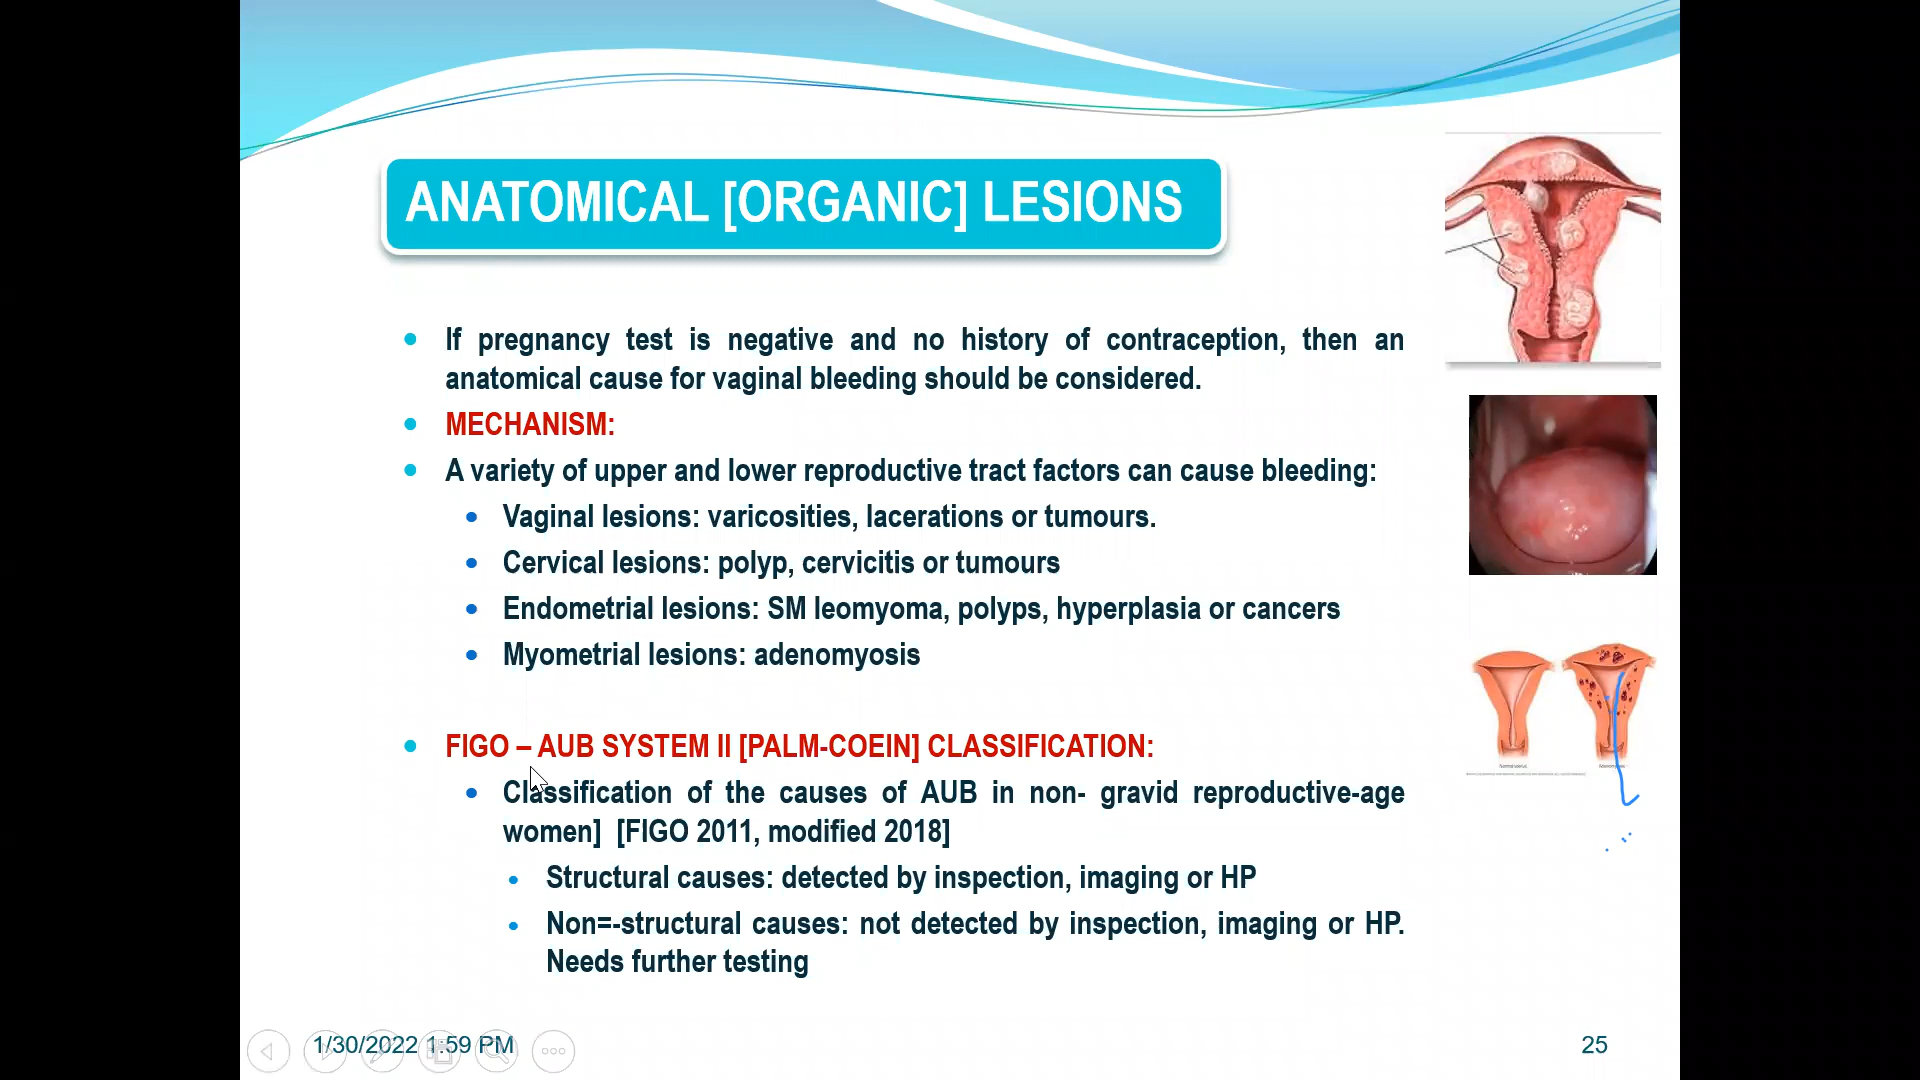 ANATOMICAL [ORGANIC] LESIONS
If pregnancy test is negative and no history of contraception, then an
anatomical cause for vaginal bleeding should be considered.
MECHANISM:
A variety of upper and lower reproductive tract factors can cause bleeding:
Vaginal lesions: varicosities, lacerations or tumours.
Cervical lesions: polyp, cervicitis or tumours
Endometrial lesions: SM leomyoma, polyps, hyperplasia or cancers
Myometrial lesions: adenomyosis
FIGO – AUB SYSTEM II [PALM-COEIN] CLASSIFICATION:
Classification of the causes of AUB in non- gravid reproductive-age
women] [FIGO 2011, modified 2018]
Structural causes: detected by inspection, imaging or HP
Non=-structural causes: not detected by inspection, imaging or HP.
Needs further testing
Normal uterus
1/30/2022 1:59 PM
25